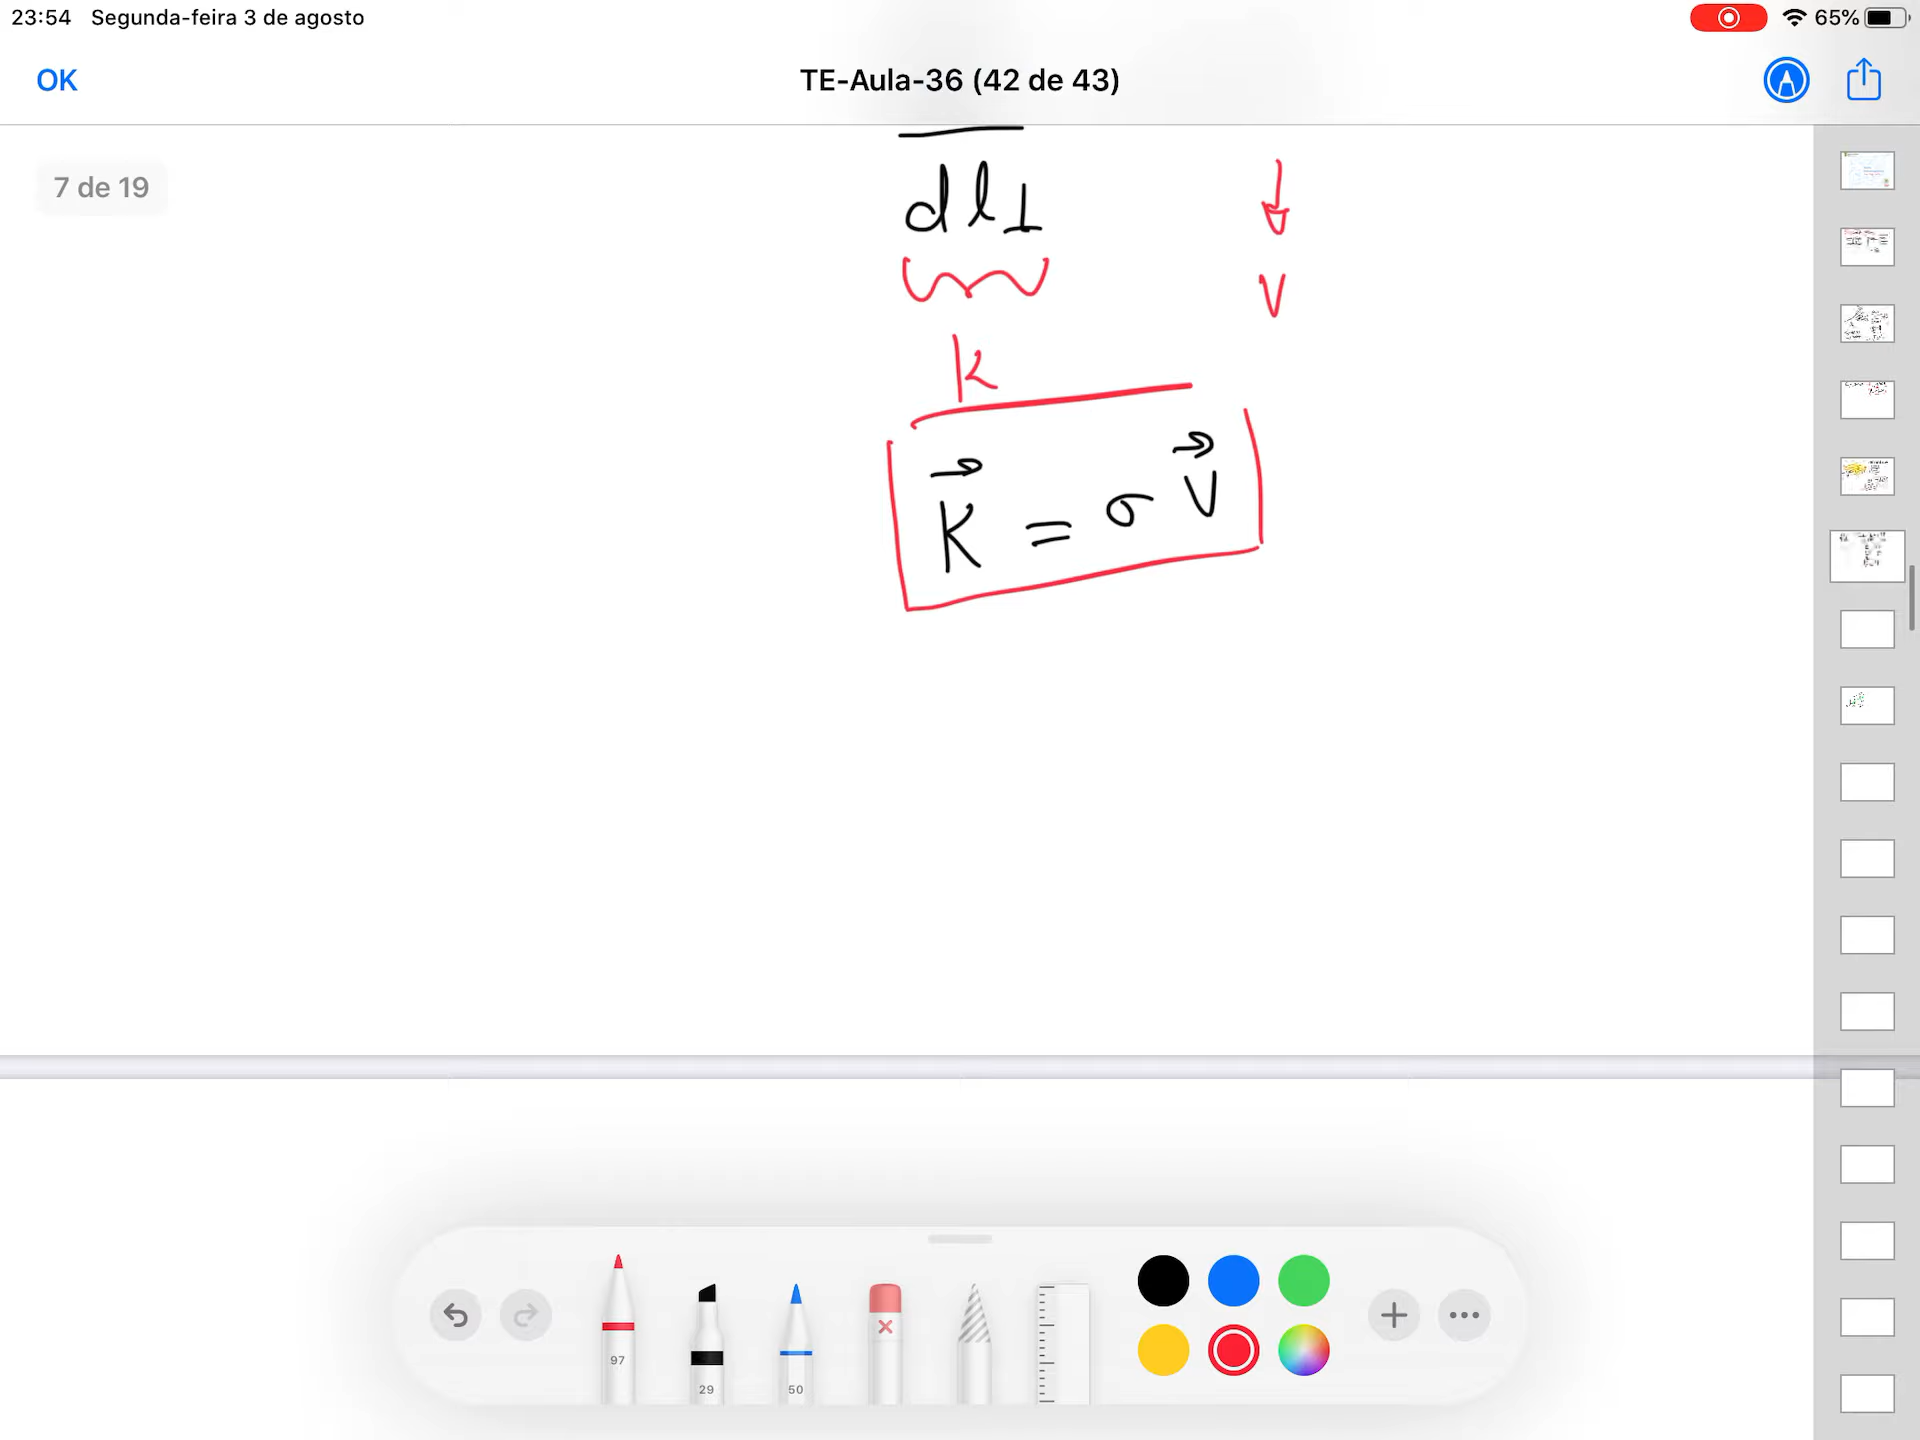 23:54 Segunda-feira 3 de agosto 65%
OK TE-Aula-36 (42 de 43)
7 de 19
dl⊥
K
V
K⃗ = σ V⃗
97 29 50